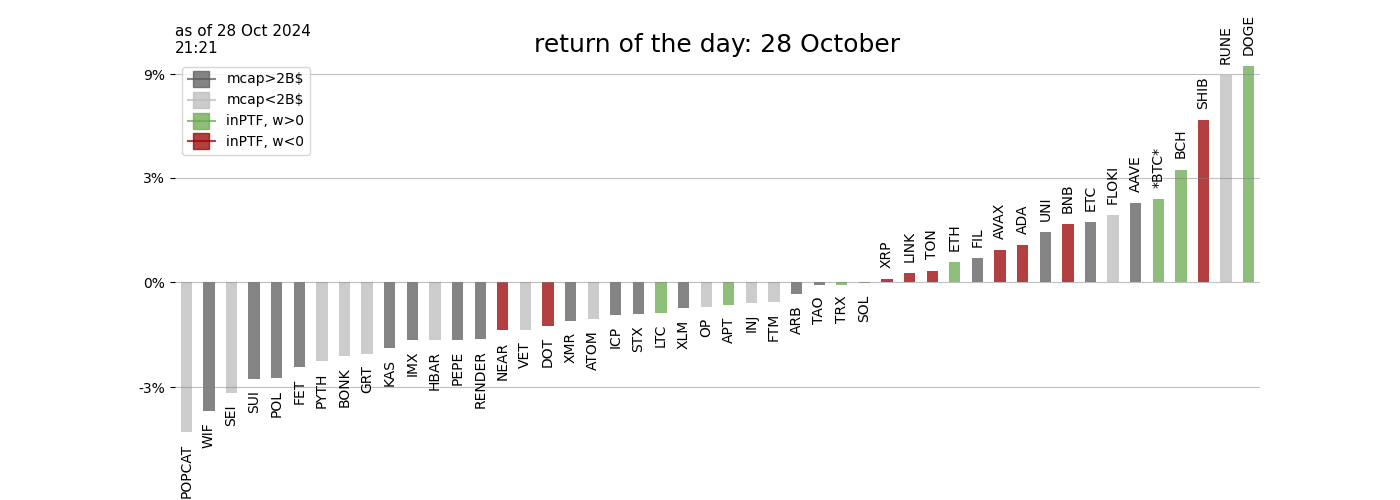 as of 28 Oct 2024
21:21
return of the day: 28 October
mcap>2B$
mcap<2B$
inPTF, w>0
inPTF, w<0
9%
3%
0%
-3%
POPCAT
WIF
SEI
SUI
POL
FET
PYTH
BONK
GRT
KAS
IMX
HBAR
PEPE
RENDER
NEAR
VET
DOT
XMR
ATOM
ICP
STX
LTC
XLM
OP
APT
INJ
FTM
ARB
TAO
TRX
SOL
XRP
LINK
TON
ETH
FIL
AVAX
ADA
UNI
BNB
ETC
FLOKI
AAVE
*BTC*
BCH
SHIB
RUNE
DOGE